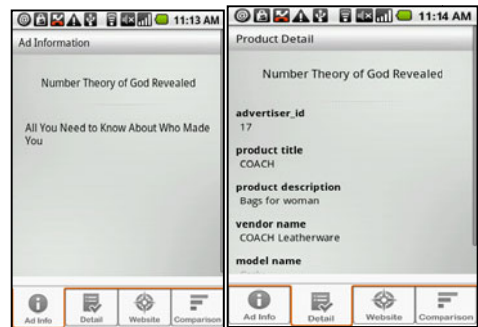 11:13 AM
Ad Information
Number Theory of God Revealed
All You Need to Know About Who Made
You
Ad Info
Detail
Website
Comparison
11:14 AM
Product Detail
Number Theory of God Revealed
advertiser_id
17
product title
COACH
product description
Bags for woman
vendor name
COACH Leatherware
model name
Ad Info
Detail
Website
Comparison